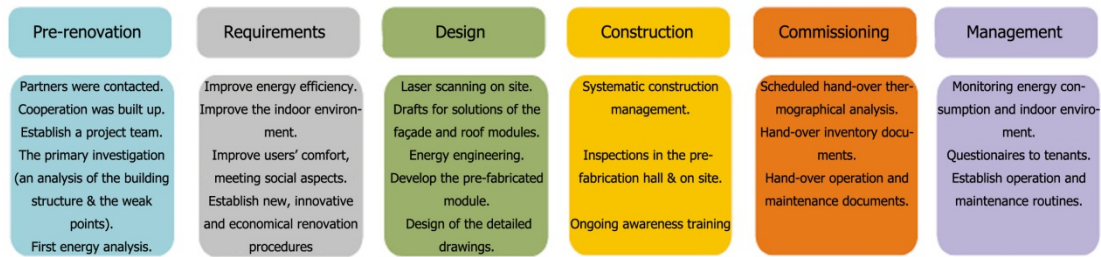 Pre-renovation
Requirements
Design
Construction
Commissioning
Management
Partners were contacted.
Cooperation was built up.
Establish a project team.
The primary investigation
(an analysis of the building
structure & the weak
points).
First energy analysis.
Improve energy efficiency.
Improve the indoor environ-
ment.
Improve users' comfort,
meeting social aspects.
Establish new, innovative
and economical renovation
procedures
Laser scanning on site.
Drafts for solutions of the
façade and roof modules.
Energy engineering.
Develop the pre-fabricated
module.
Design of the detailed
drawings.
Systematic construction
management.
Inspections in the pre-
fabrication hall & on site.
Ongoing awareness training
Scheduled hand-over ther-
mographical analysis.
Hand-over inventory docu-
ments.
Hand-over operation and
maintenance documents.
Monitoring energy con-
sumption and indoor enviro-
ment.
Questionaires to tenants.
Establish operation and
maintenance routines.